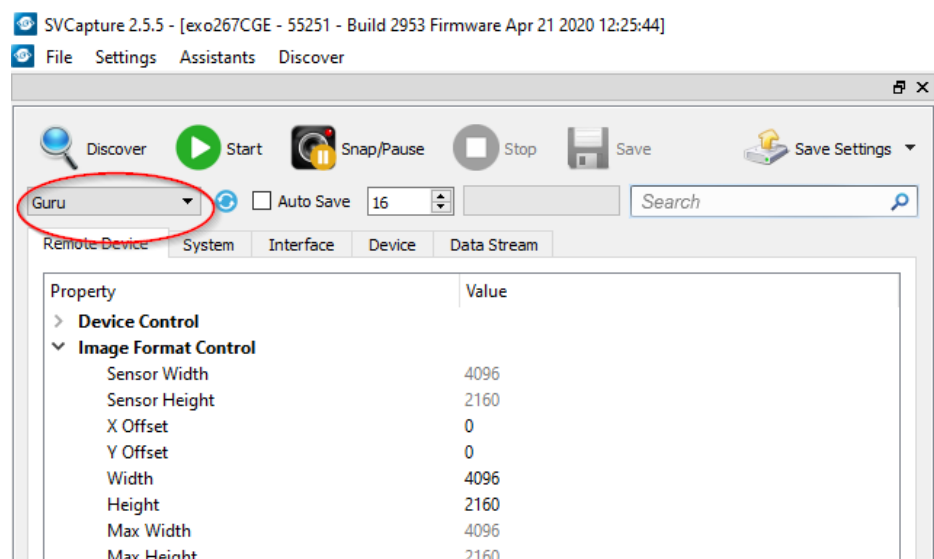 SVCapture 2.5.5 - [exo267CGE - 55251 - Build 2953 Firmware Apr 21 2020 12:25:44]
File Settings Assistants Discover
Discover Start Snap/Pause Stop Save Save Settings
Guru Auto Save 16 Search
Remote Device System Interface Device Data Stream
Property Value
Device Control
Image Format Control
Sensor Width 4096
Sensor Height 2160
X Offset 0
Y Offset 0
Width 4096
Height 2160
Max Width 4096
Max Height 2160